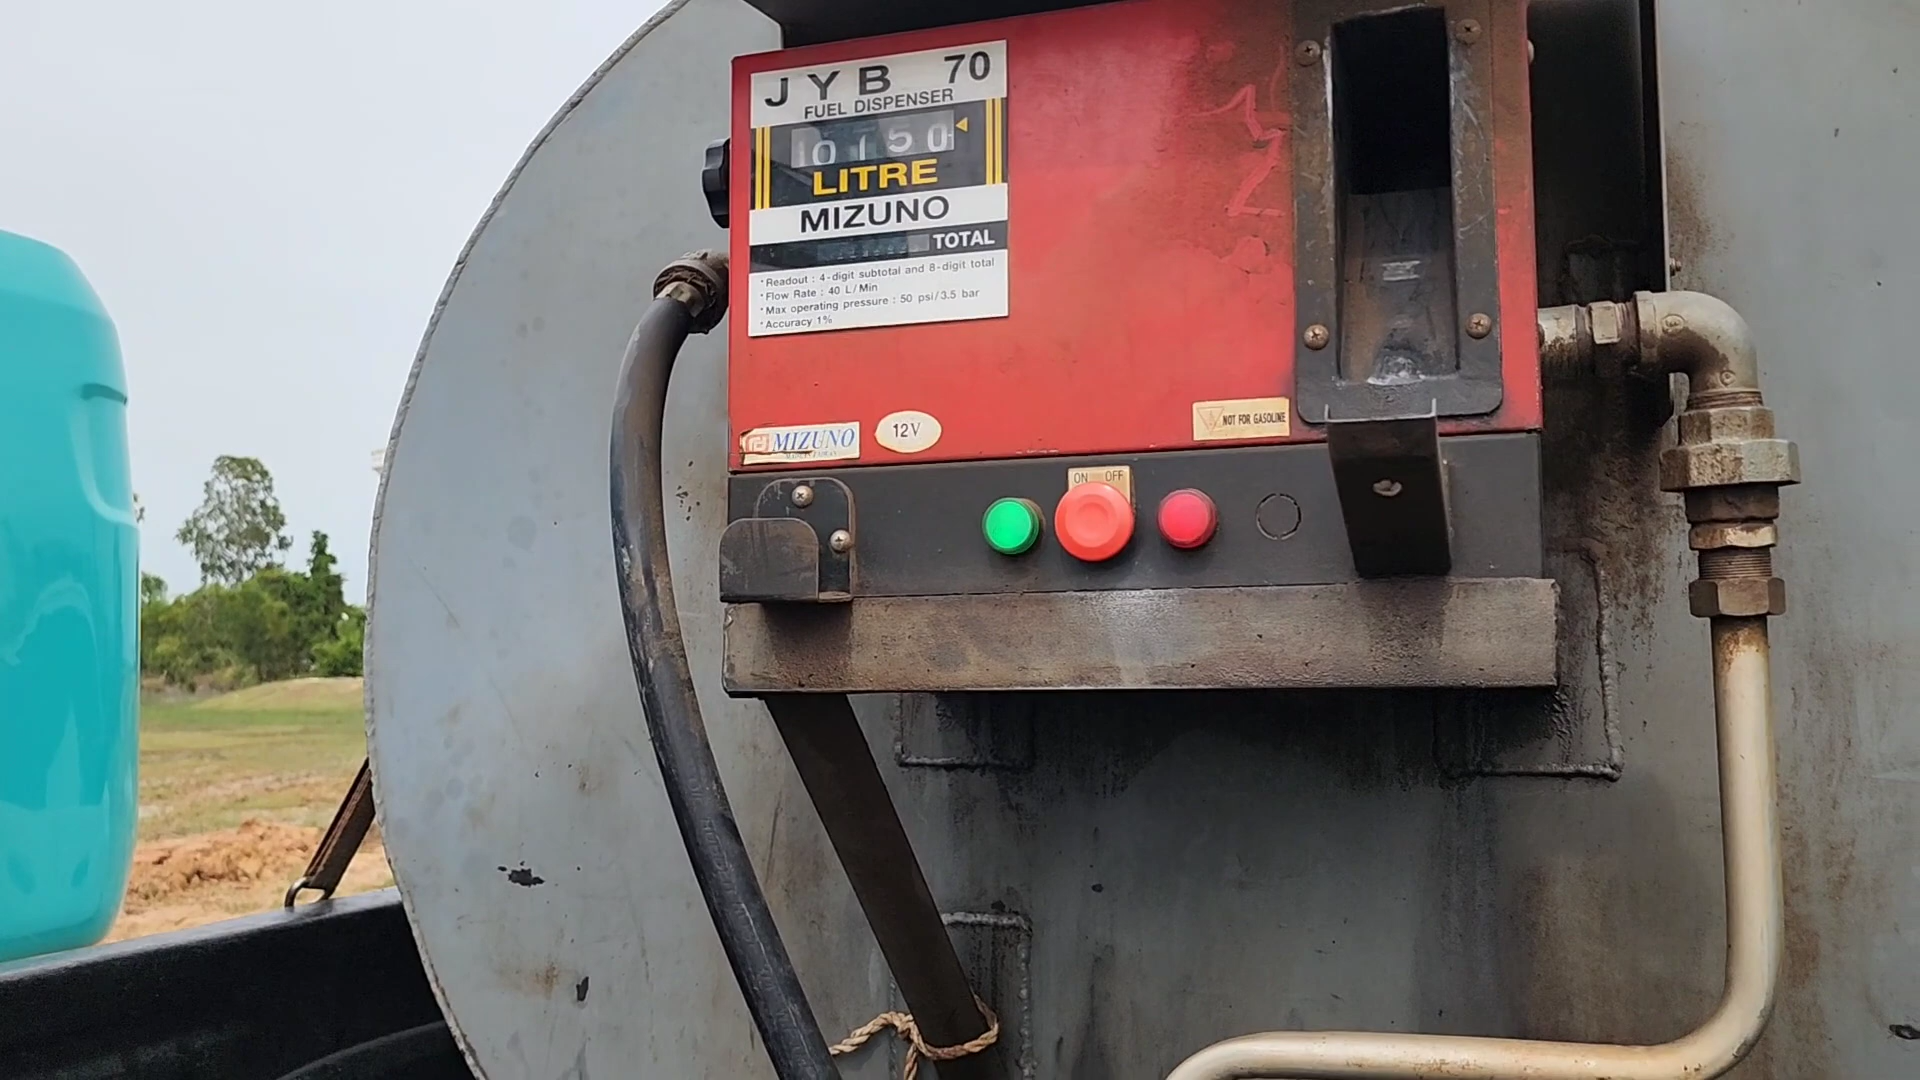 JYB 70
FUEL DISPENSER
0150
LITRE
MIZUNO
TOTAL
*Readout : 4-digit subtotal and 8-digit total
*Flow Rate : 40 L/Min
*Max operating pressure : 50 psi/3.5 bar
*Accuracy 1%
MIZUNO
12V
NOT FOR GASOLINE
ON OFF